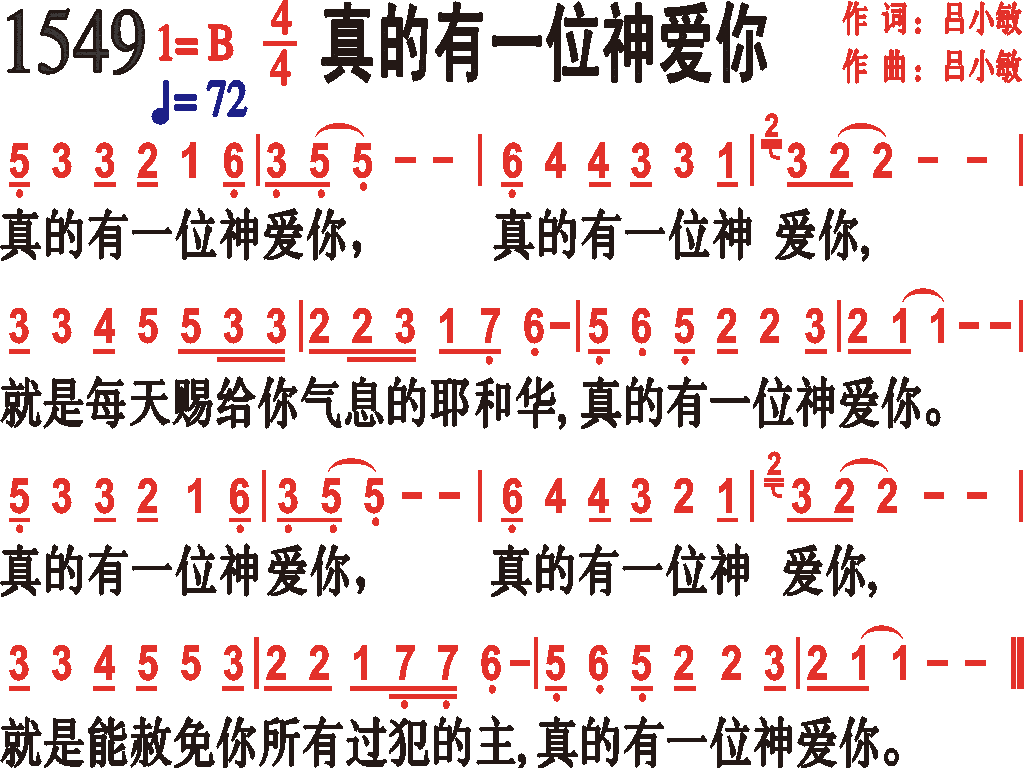 1549 1=B 4/4 真的有一位神爱你 作 词：吕小敏
♩=72 作 曲：吕小敏
5 3 3 2 1 6 | 3 5 5 - - | 6 4 4 3 3 1 | 2 3 2 2 - - |
真的有一位神爱你， 真的有一位神 爱你,
3 3 4 5 5 3 3 | 2 2 3 1 7 6 - | 5 6 5 2 2 3 | 2 1 1 - - |
就是每天赐给你气息的耶和华,真的有一位神爱你。
5 3 3 2 1 6 | 3 5 5 - - | 6 4 4 3 2 1 | 2 3 2 2 - - |
真的有一位神爱你， 真的有一位神 爱你,
3 3 4 5 5 3 | 2 2 1 7 7 6 - | 5 6 5 2 2 3 | 2 1 1 - - ‖
就是能赦免你所有过犯的主,真的有一位神爱你。